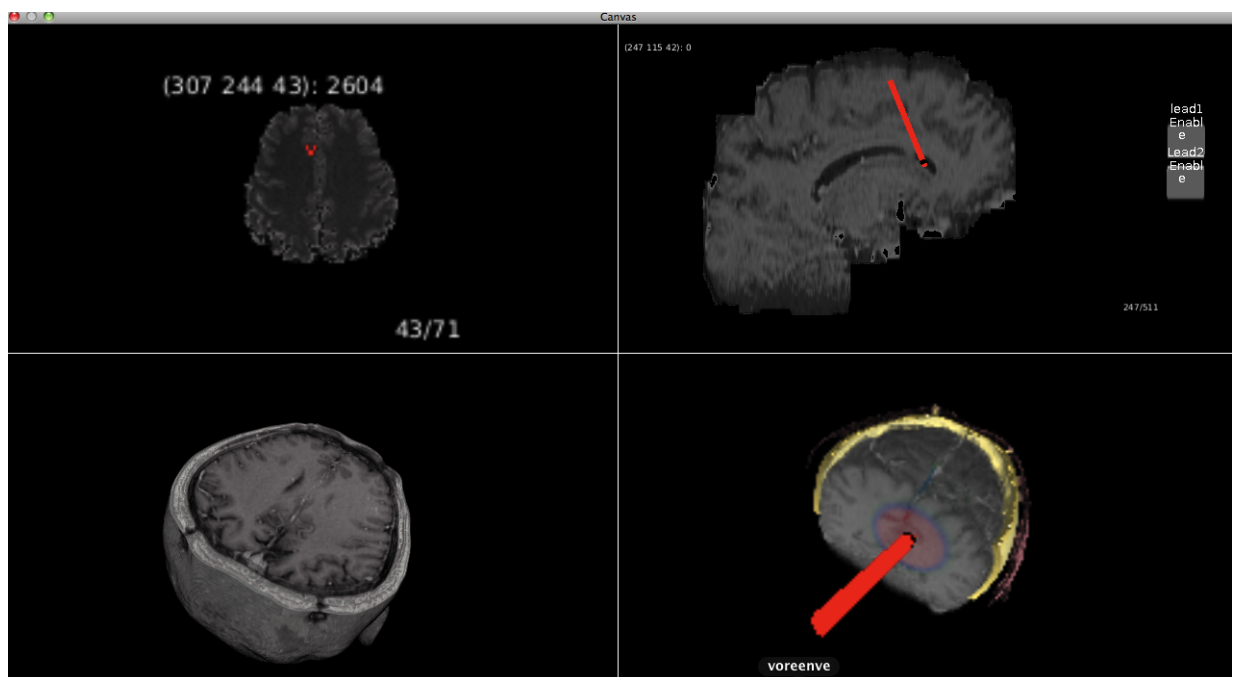 Canvas
(307 244 43): 2604
43/71
(247 115 42): 0
lead1
Enabl
e
Lead2
Enabl
e
247/511
voreenve